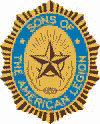 SONS OF
THE AMERICAN LEGION